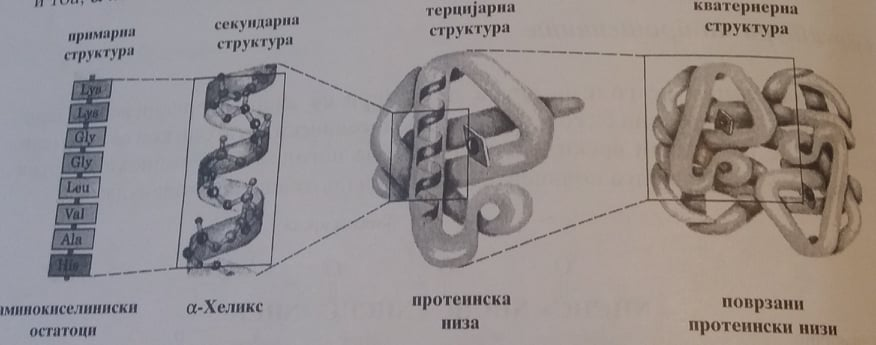 примарна
структура
секундарна
структура
терцијарна
структура
кватернерна
структура
Lys
Lys
Gly
Gly
Leu
Val
Ala
His
аминокиселиниски
остатоци
α-Хеликс
протеинска
низа
поврзани
протеински низи